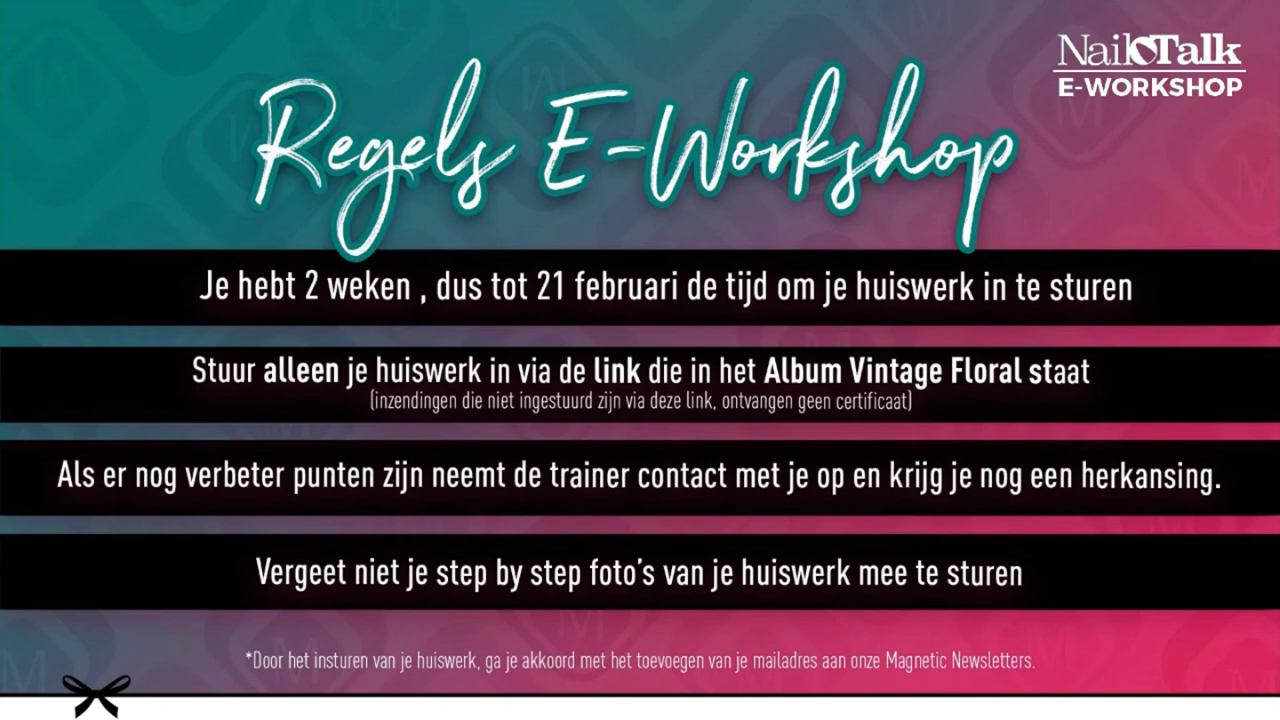 Nail Talk
E-WORKSHOP
Regels E-Workshop
Je hebt 2 weken , dus tot 21 februari de tijd om je huiswerk in te sturen
Stuur alleen je huiswerk in via de link die in het Album Vintage Floral staat
(inzendingen die niet ingestuurd zijn via deze link, ontvangen geen certificaat)
Als er nog verbeter punten zijn neemt de trainer contact met je op en krijg je nog een herkansing.
Vergeet niet je step by step foto's van je huiswerk mee te sturen
*Door het insturen van je huiswerk, ga je akkoord met het toevoegen van je mailadres aan onze Magnetic Newsletters.